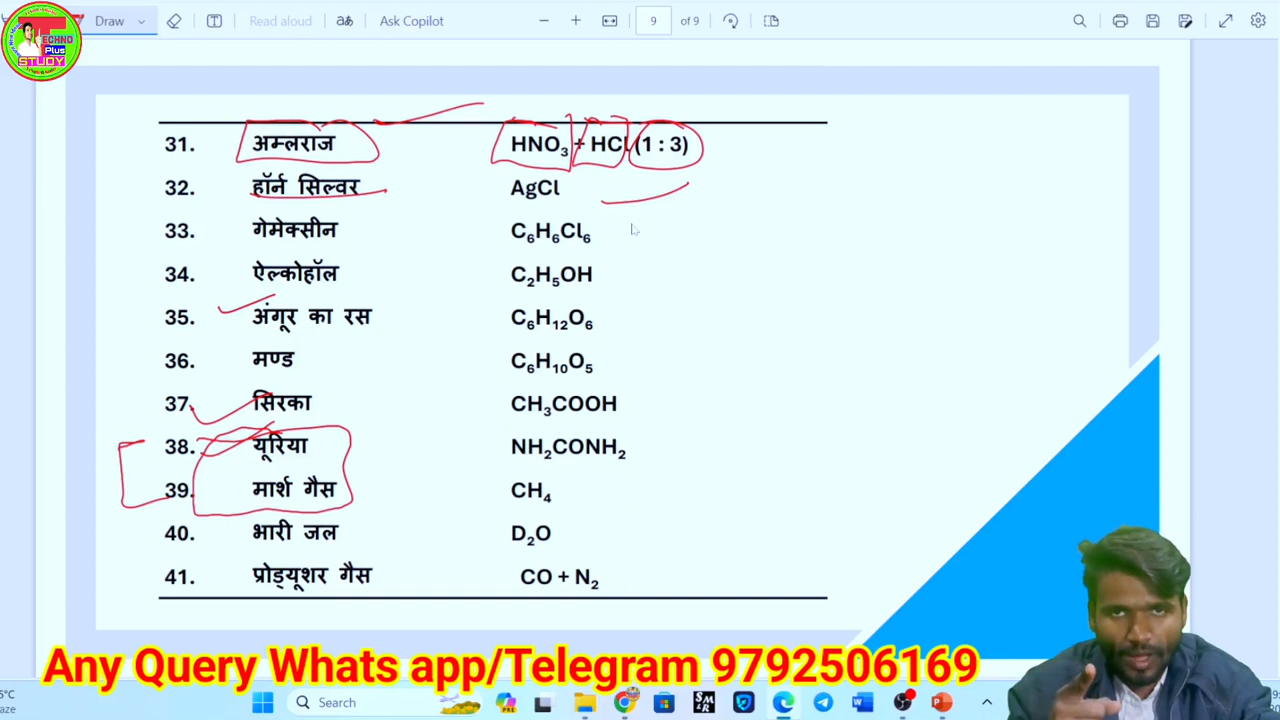 Draw
Read aloud
Ask Copilot
9
of 9
TECHNO
Plus
STUDY
31. अम्लराज HNO₃ + HCl (1 : 3)
32. हॉर्न सिल्वर AgCl
33. गेमेक्सीन C₆H₆Cl₆
34. ऐल्कोहॉल C₂H₅OH
35. अंगूर का रस C₆H₁₂O₆
36. मण्ड C₆H₁₀O₅
37. सिरका CH₃COOH
38. यूरिया NH₂CONH₂
39. मार्श गैस CH₄
40. भारी जल D₂O
41. प्रोड्यूशर गैस CO + N₂
Any Query Whats app/Telegram 9792506169
Search